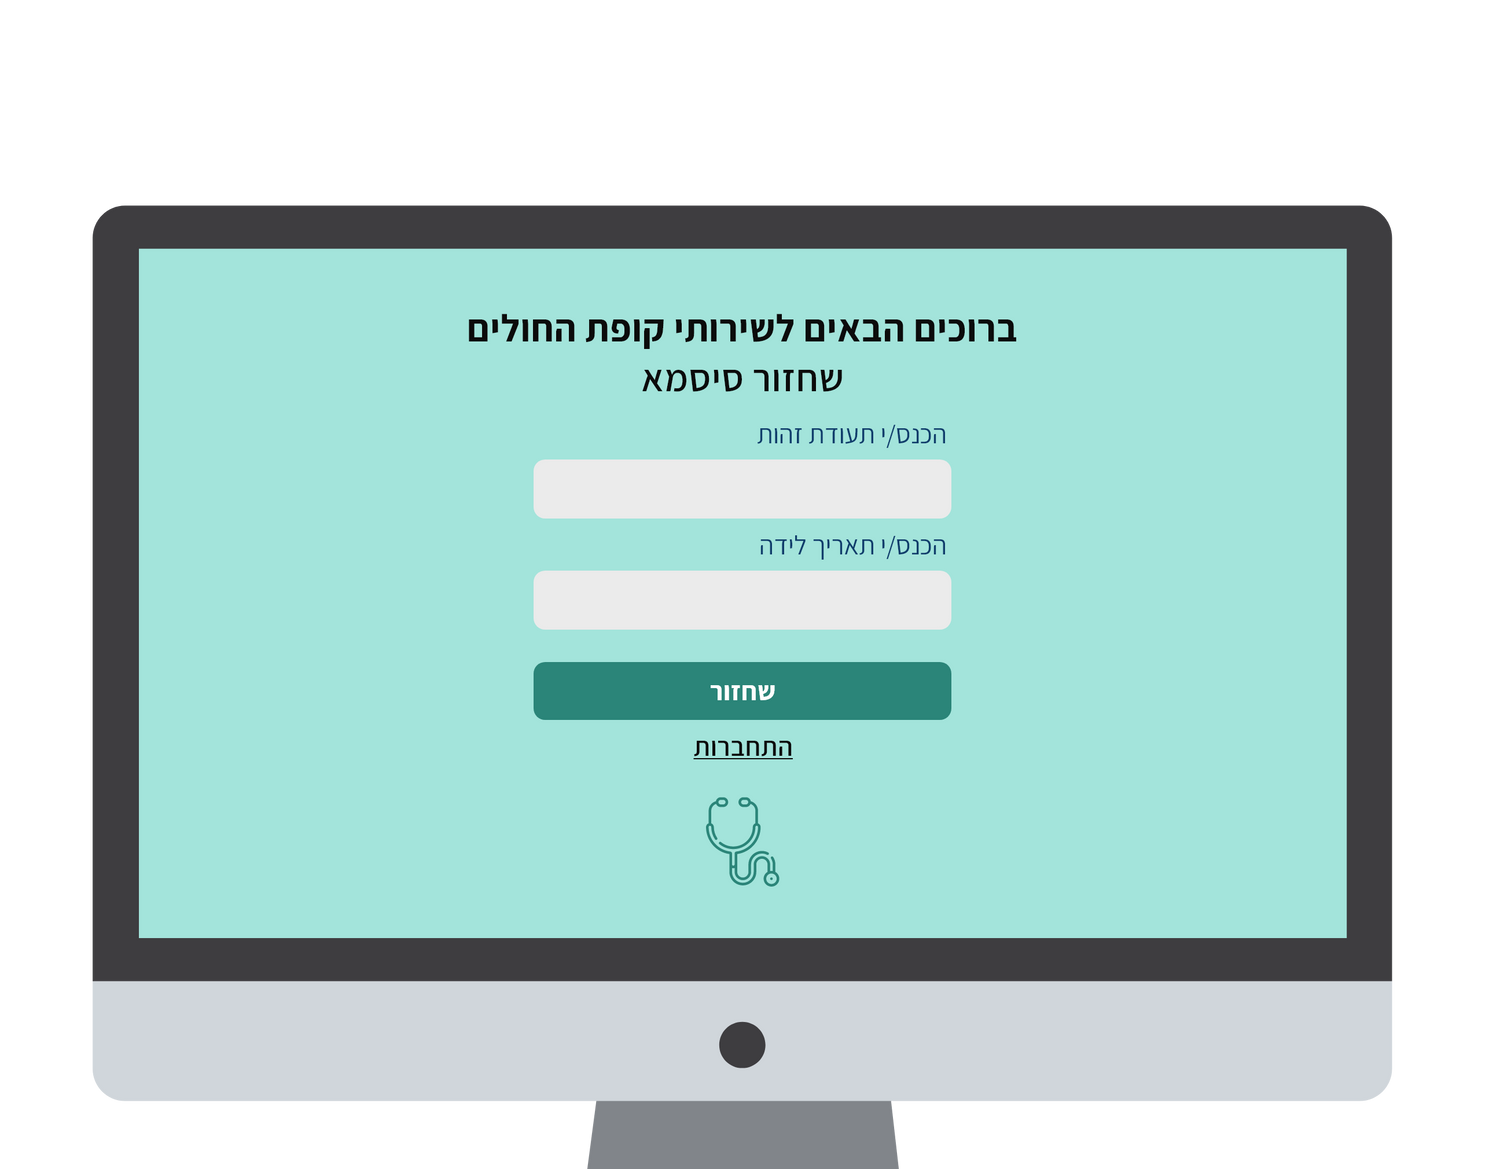 ברוכים הבאים לשירותי קופת החולים
שחזור סיסמא
הכנס/י תעודת זהות
הכנס/י תאריך לידה
שחזור
התחברות